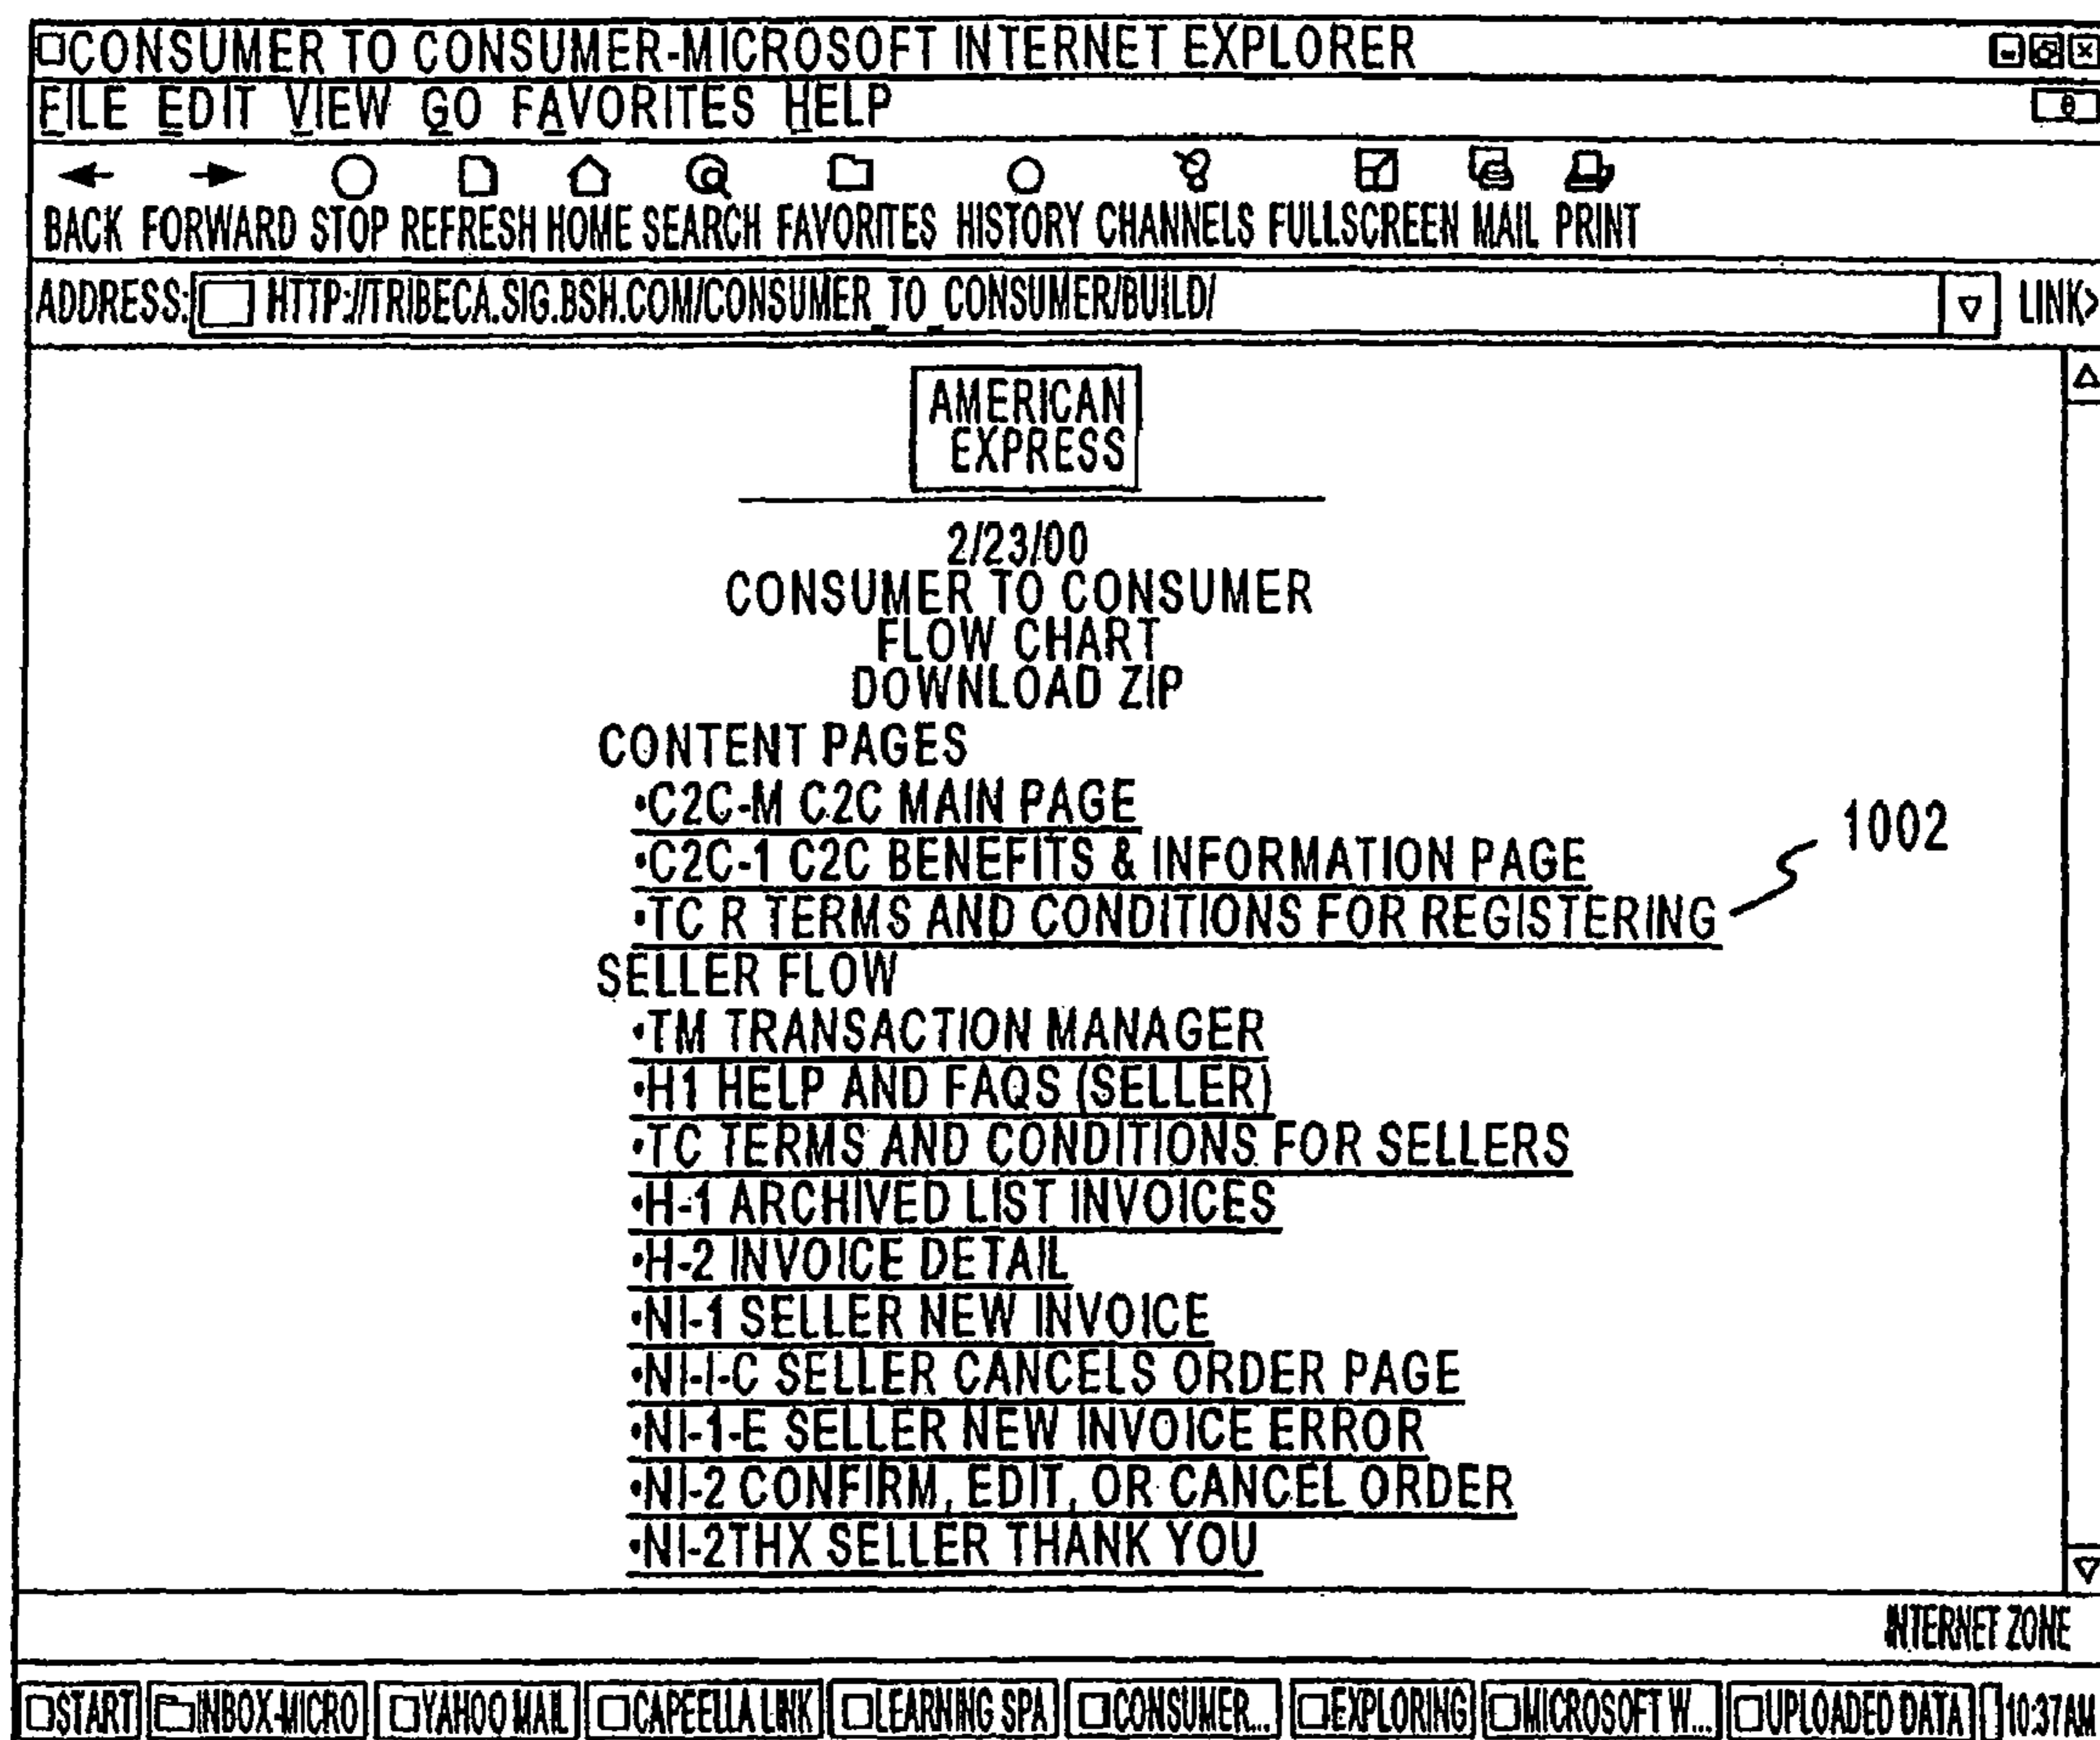 CONSUMER TO CONSUMER-MICROSOFT INTERNET EXPLORER
FILE EDIT VIEW GO FAVORITES HELP
BACK FORWARD STOP REFRESH HOME SEARCH FAVORITES HISTORY CHANNELS FULLSCREEN MAIL PRINT
ADDRESS: HTTP://TRIBECA.SIG.BSH.COM/CONSUMER_TO_CONSUMER/BUILD/ LINK>
AMERICAN
EXPRESS
2/23/00
CONSUMER TO CONSUMER
FLOW CHART
DOWNLOAD ZIP
CONTENT PAGES
•C2C-M C2C MAIN PAGE
1002
•C2C-1 C2C BENEFITS & INFORMATION PAGE
•TC R TERMS AND CONDITIONS FOR REGISTERING
SELLER FLOW
•TM TRANSACTION MANAGER
•H1 HELP AND FAQS (SELLER)
•TC TERMS AND CONDITIONS FOR SELLERS
•H-1 ARCHIVED LIST INVOICES
•H-2 INVOICE DETAIL
•NI-1 SELLER NEW INVOICE
•NI-I-C SELLER CANCELS ORDER PAGE
•NI-1-E SELLER NEW INVOICE ERROR
•NI-2 CONFIRM, EDIT, OR CANCEL ORDER
•NI-2THX SELLER THANK YOU
INTERNET ZONE
START INBOX-MICRO YAHOO MAIL CAPEELLA LINK LEARNING SPA CONSUMER... EXPLORING MICROSOFT W... UPLOADED DATA 10:37AM